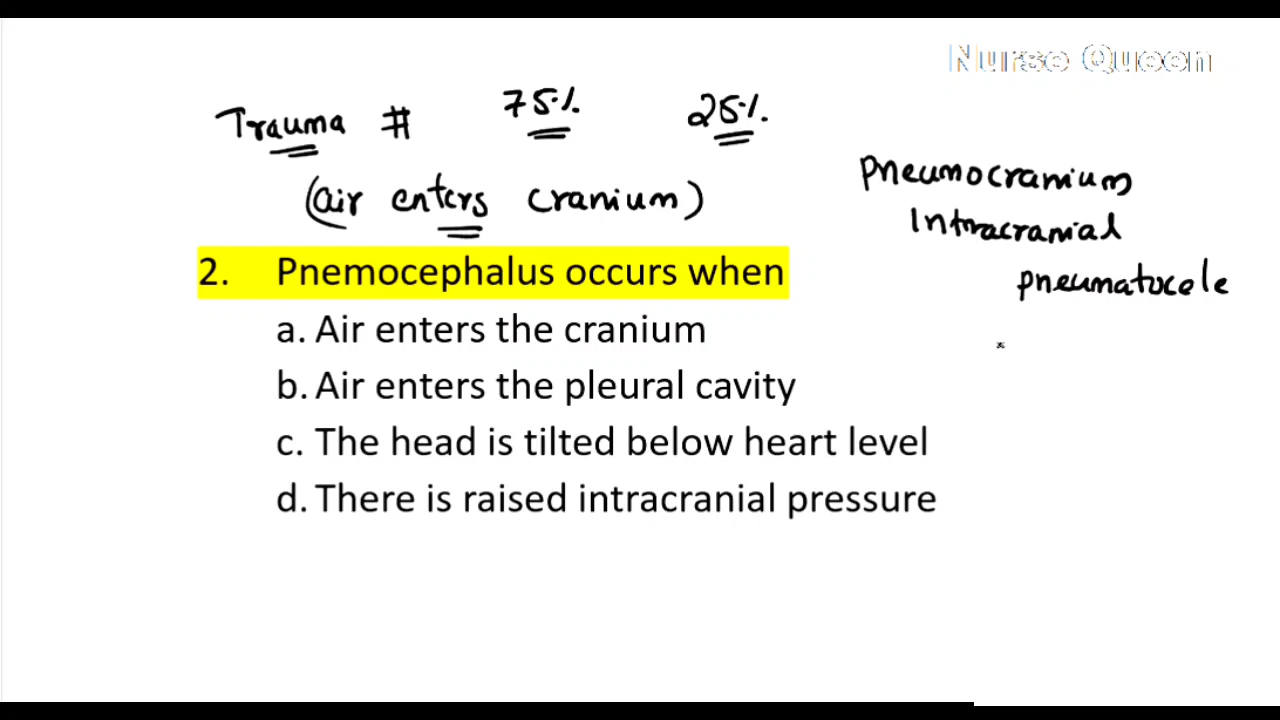 Nurse Queen
Trauma # 75% 25%
(air enters cranium)
Pneumocranium
Intracranial
pneumatocele
2. Pnemocephalus occurs when
a. Air enters the cranium
b. Air enters the pleural cavity
c. The head is tilted below heart level
d. There is raised intracranial pressure